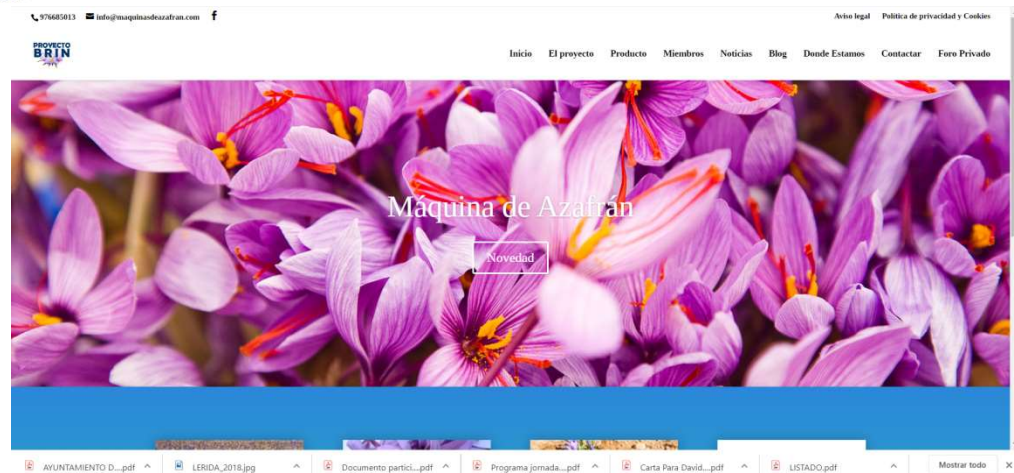 976685013 info@maquinasdeazafran.com Aviso legal Política de privacidad y Cookies
PROYECTO
BRIN
Inicio El proyecto Producto Miembros Noticias Blog Donde Estamos Contactar Foro Privado
Máquina de Azafrán
Novedad
AYUNTAMIENTO D....pdf LERIDA_2018.jpg Documento partici....pdf Programa jornada....pdf Carta Para David....pdf LISTADO.pdf Mostrar todo